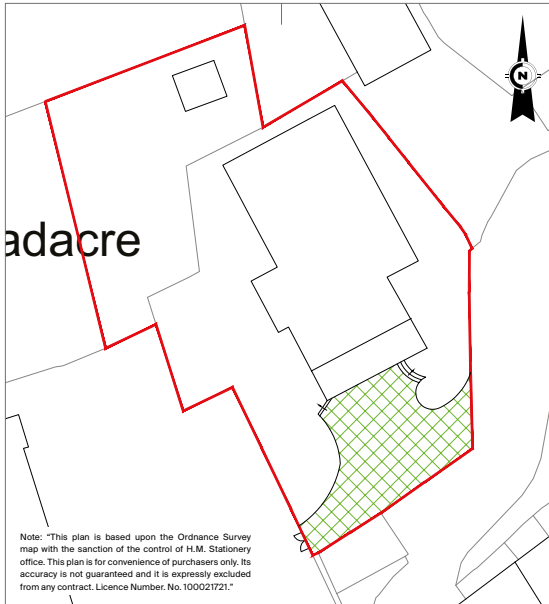 N
adacre
Note: "This plan is based upon the Ordnance Survey
map with the sanction of the control of H.M. Stationery
office. This plan is for convenience of purchasers only. Its
accuracy is not guaranteed and it is expressly excluded
from any contract. Licence Number. No. 100021721."